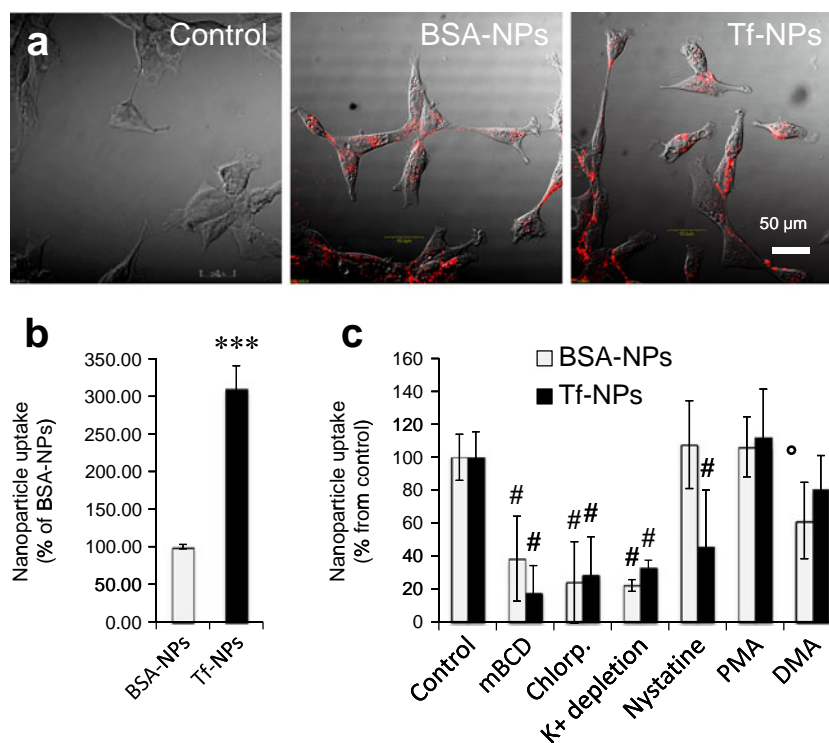 a
Control
BSA-NPs
Tf-NPs
50 µm
b
Nanoparticle uptake
(% of BSA-NPs)
350.00
300.00
250.00
200.00
150.00
100.00
50.00
0.00
***
BSA-NPs
Tf-NPs
c
Nanoparticle uptake
(% from control)
160
140
120
100
80
60
40
20
0
BSA-NPs
Tf-NPs
# # # # # # #
°
Control
mBCD
Chlorp.
K+ depletion
Nystatine
PMA
DMA